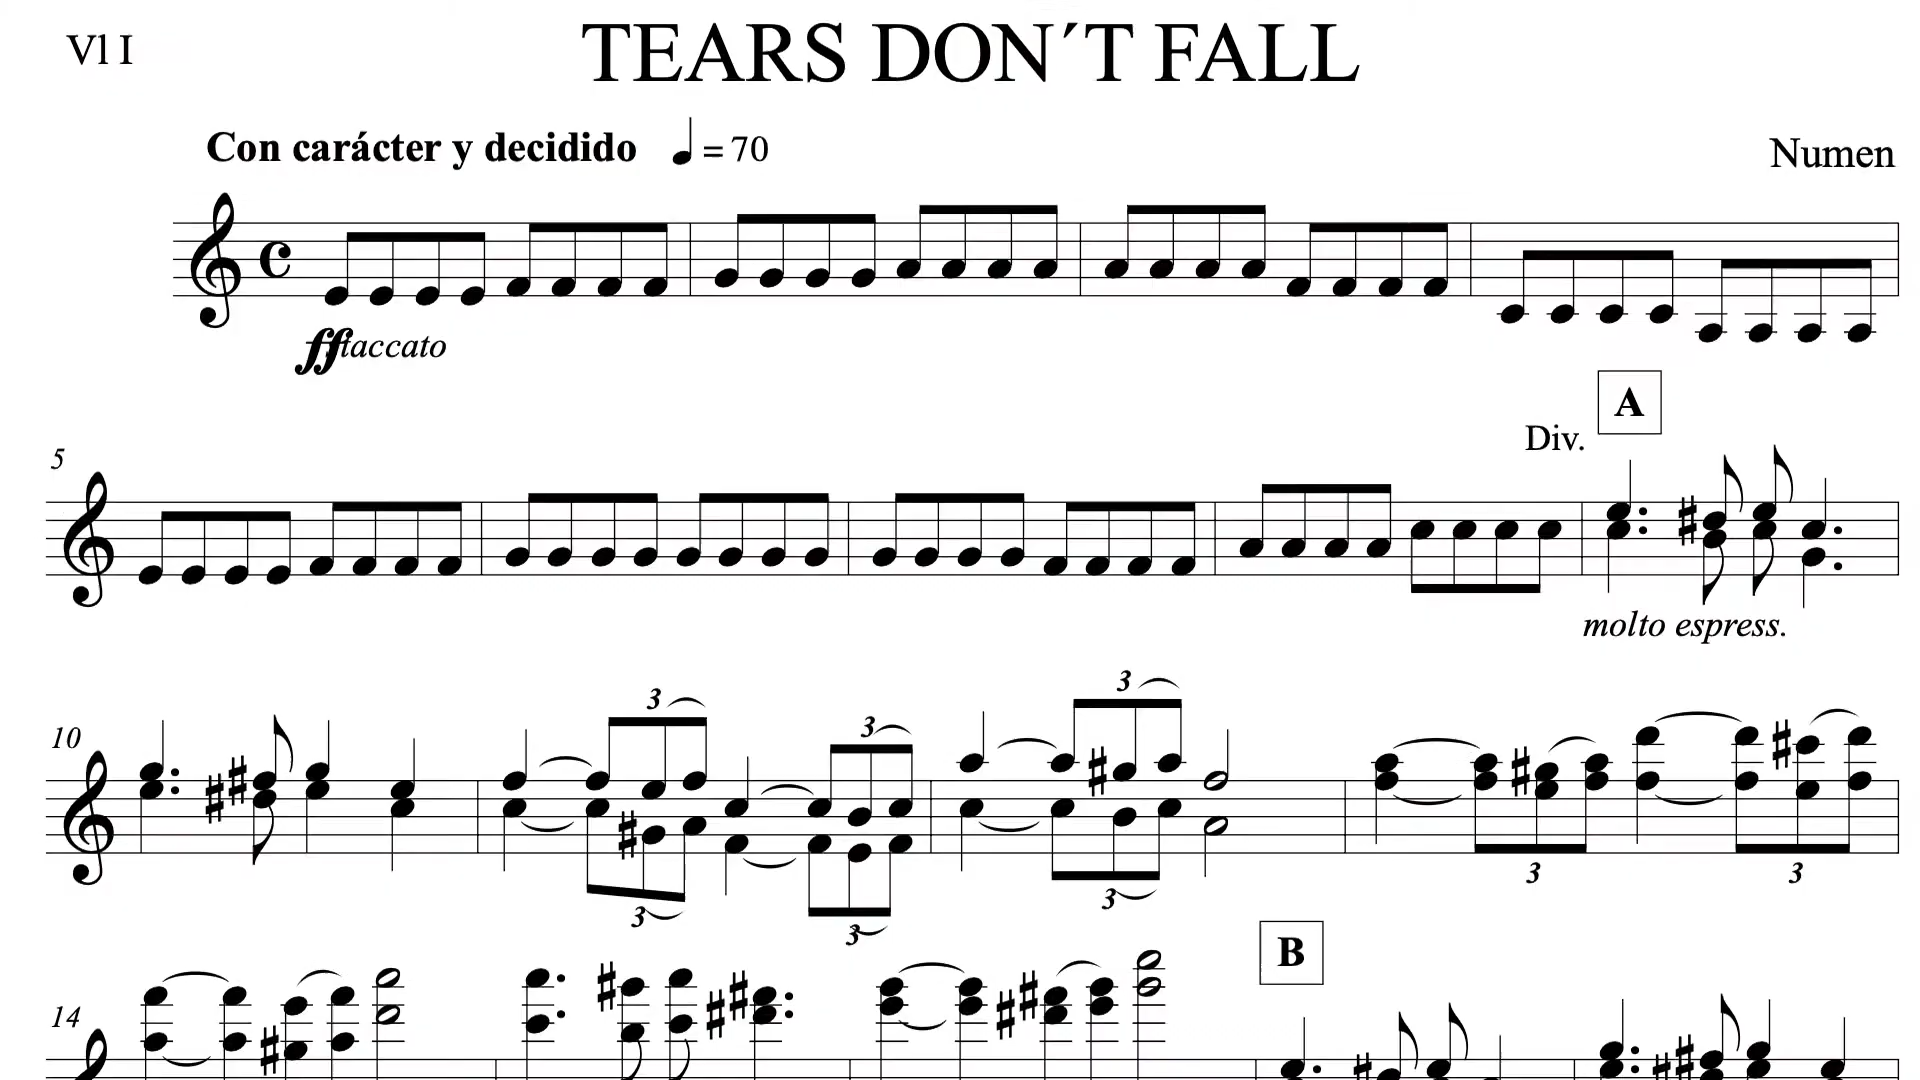 Vl I
TEARS DON´T FALL
Con carácter y decidido ♩ = 70
Numen
ff staccato
Div.
A
5
molto espress.
10
3
3
3
3
3
3
3
3
B
14